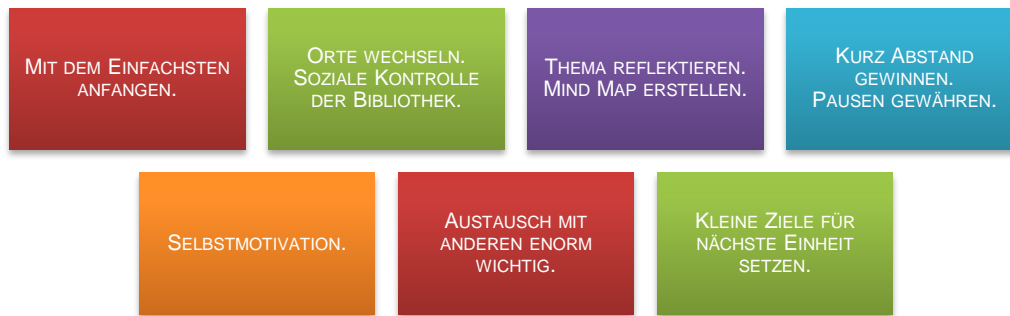 Mit dem Einfachsten
anfangen.
Orte wechseln.
Soziale Kontrolle
der Bibliothek.
Thema reflektieren.
Mind Map erstellen.
Kurz Abstand
gewinnen.
Pausen gewähren.
Selbstmotivation.
Austausch mit
anderen enorm
wichtig.
Kleine Ziele für
nächste Einheit
setzen.